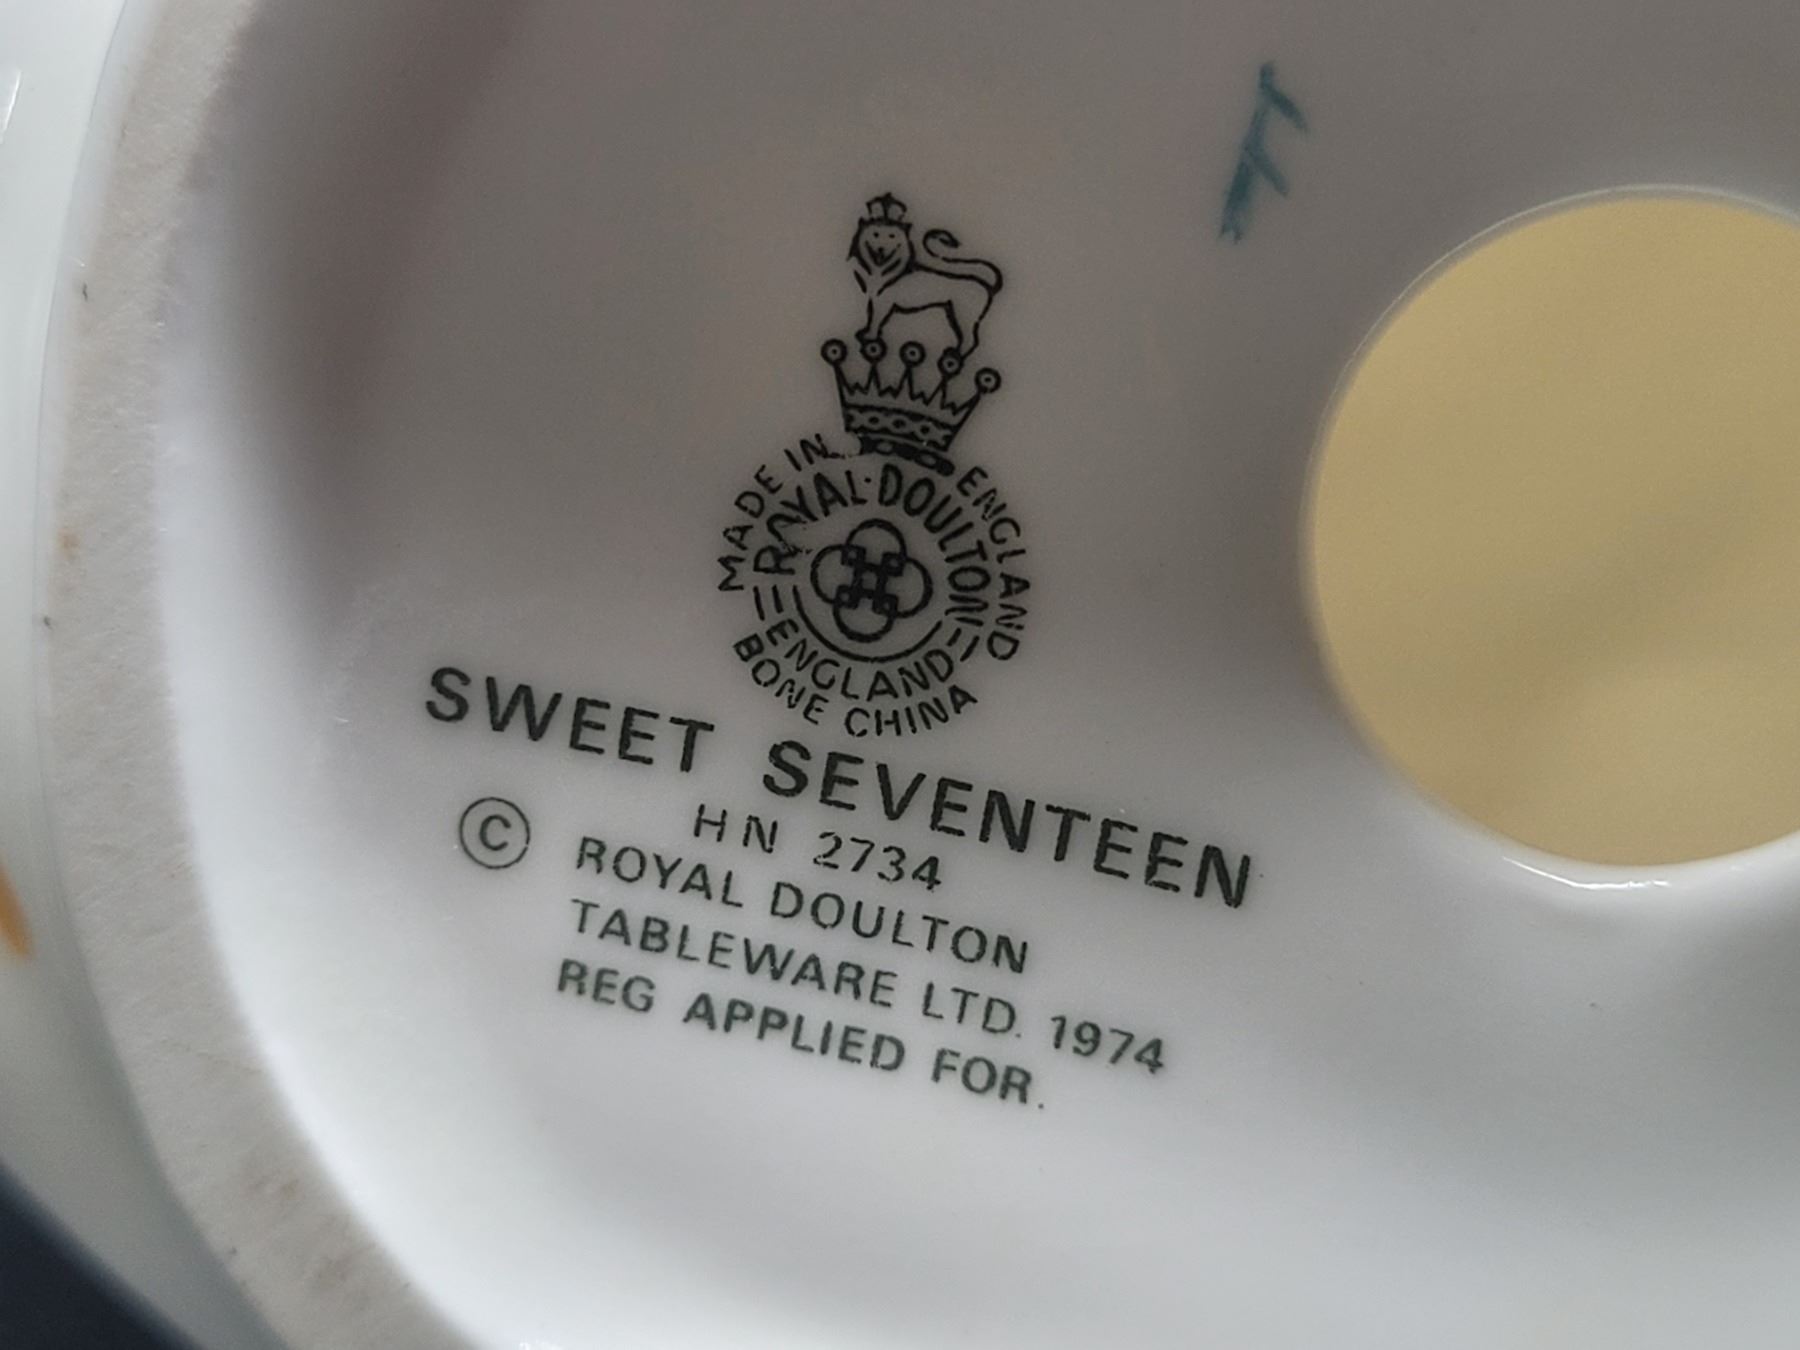 MADE IN ENGLAND
ROYAL·DOULTON
ENGLAND
BONE CHINA
SWEET SEVENTEEN
HN 2734
© ROYAL DOULTON
TABLEWARE LTD. 1974
REG APPLIED FOR.